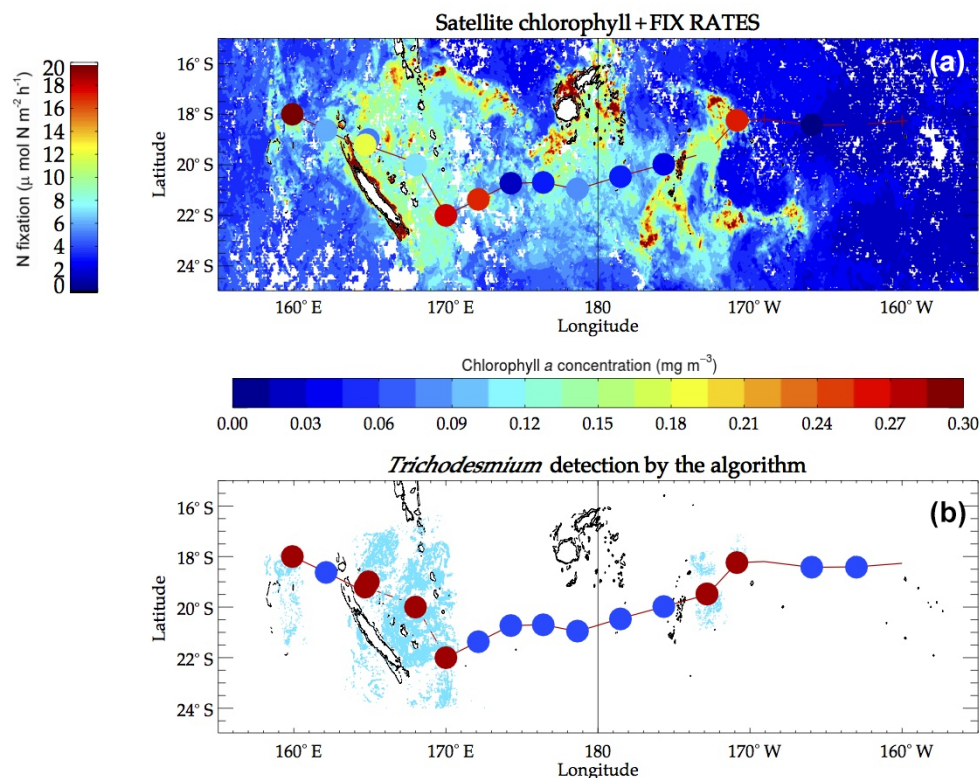 Satellite chlorophyll + FIX RATES
(a)
N fixation (µ mol N m⁻² h⁻¹)
20
18
16
14
12
10
8
6
4
2
0
Latitude
16° S
18° S
20° S
22° S
24° S
160° E
170° E
180
170° W
160° W
Longitude
Chlorophyll a concentration (mg m⁻³)
0.00 0.03 0.06 0.09 0.12 0.15 0.18 0.21 0.24 0.27 0.30
Trichodesmium detection by the algorithm
(b)
Latitude
16° S
18° S
20° S
22° S
24° S
160° E
170° E
180
170° W
160° W
Longitude